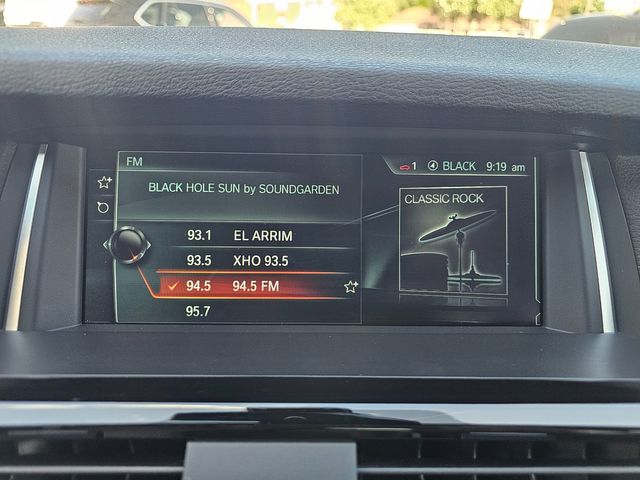 FM
1 BLACK 9:19 am
BLACK HOLE SUN by SOUNDGARDEN
CLASSIC ROCK
93.1 EL ARRIM
93.5 XHO 93.5
94.5 94.5 FM
95.7